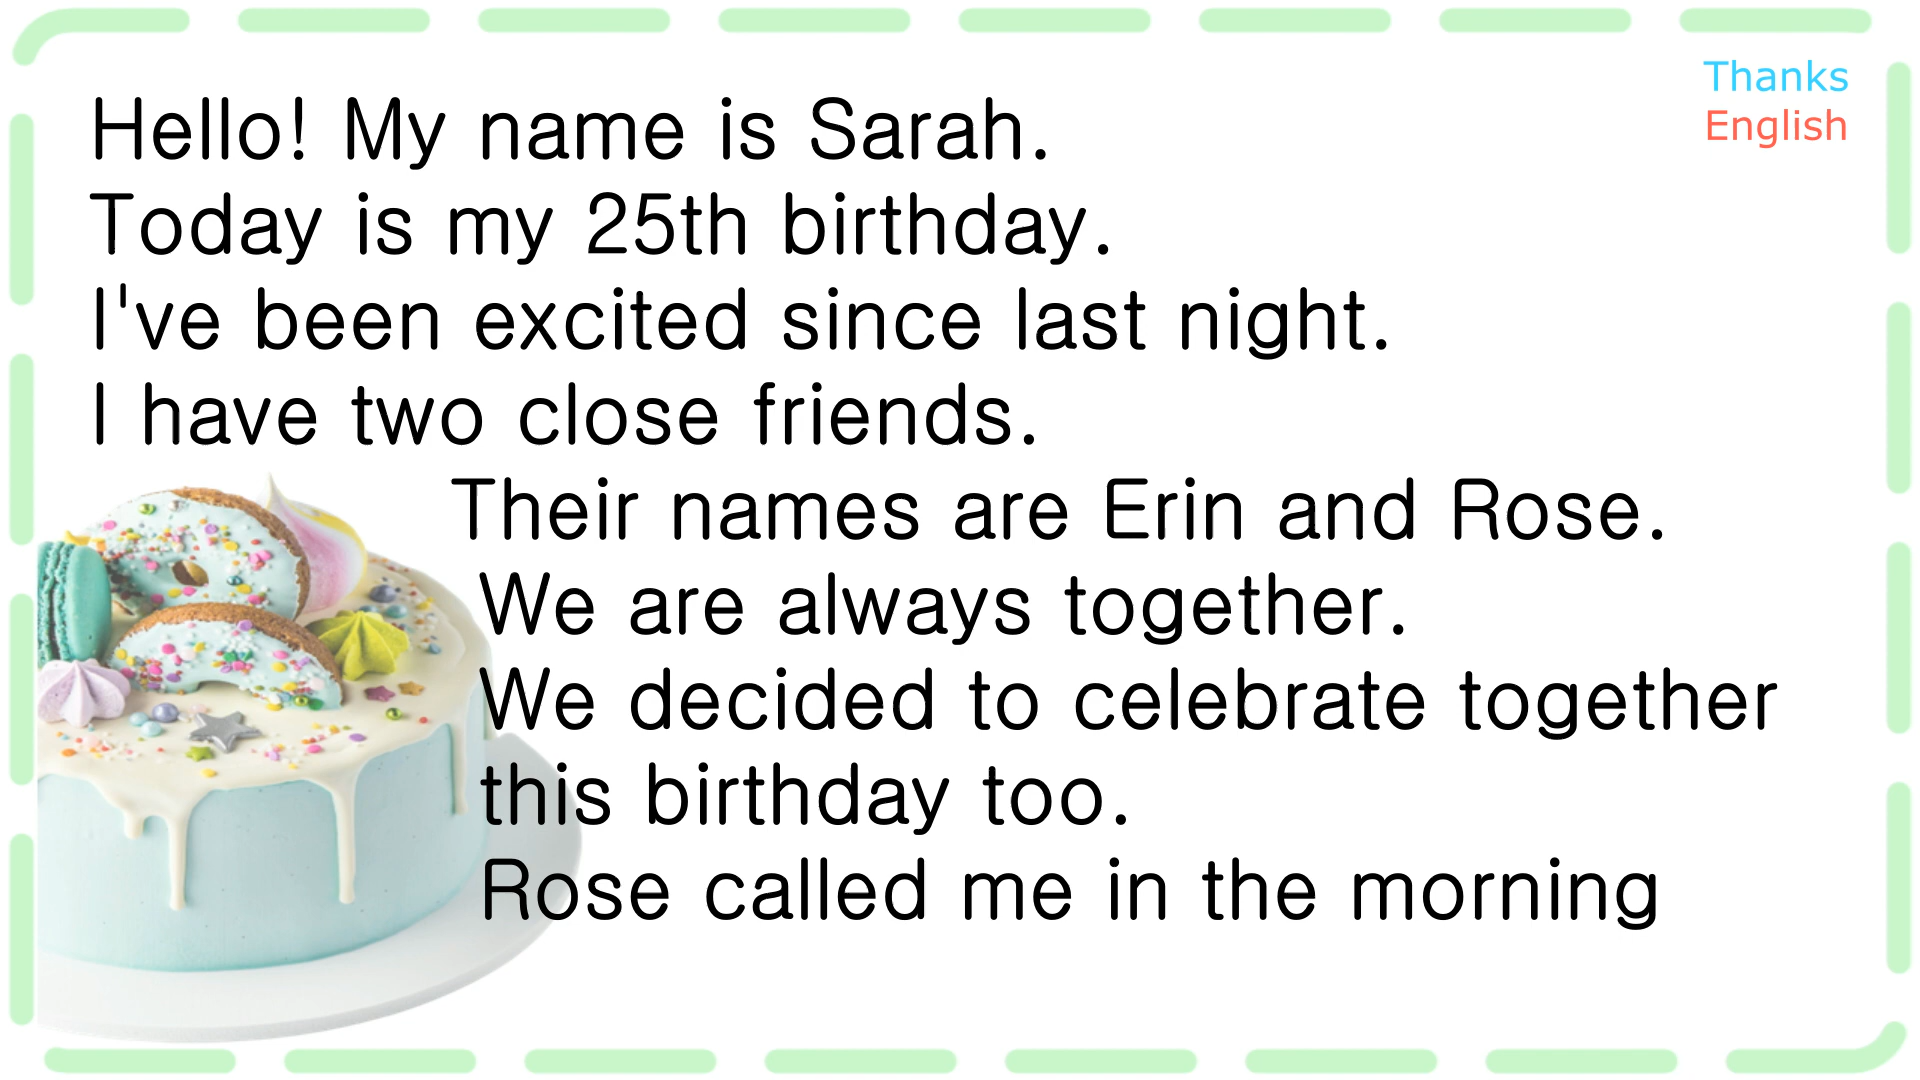 Thanks
English
Hello! My name is Sarah.
Today is my 25th birthday.
I've been excited since last night.
I have two close friends.
Their names are Erin and Rose.
We are always together.
We decided to celebrate together
this birthday too.
Rose called me in the morning